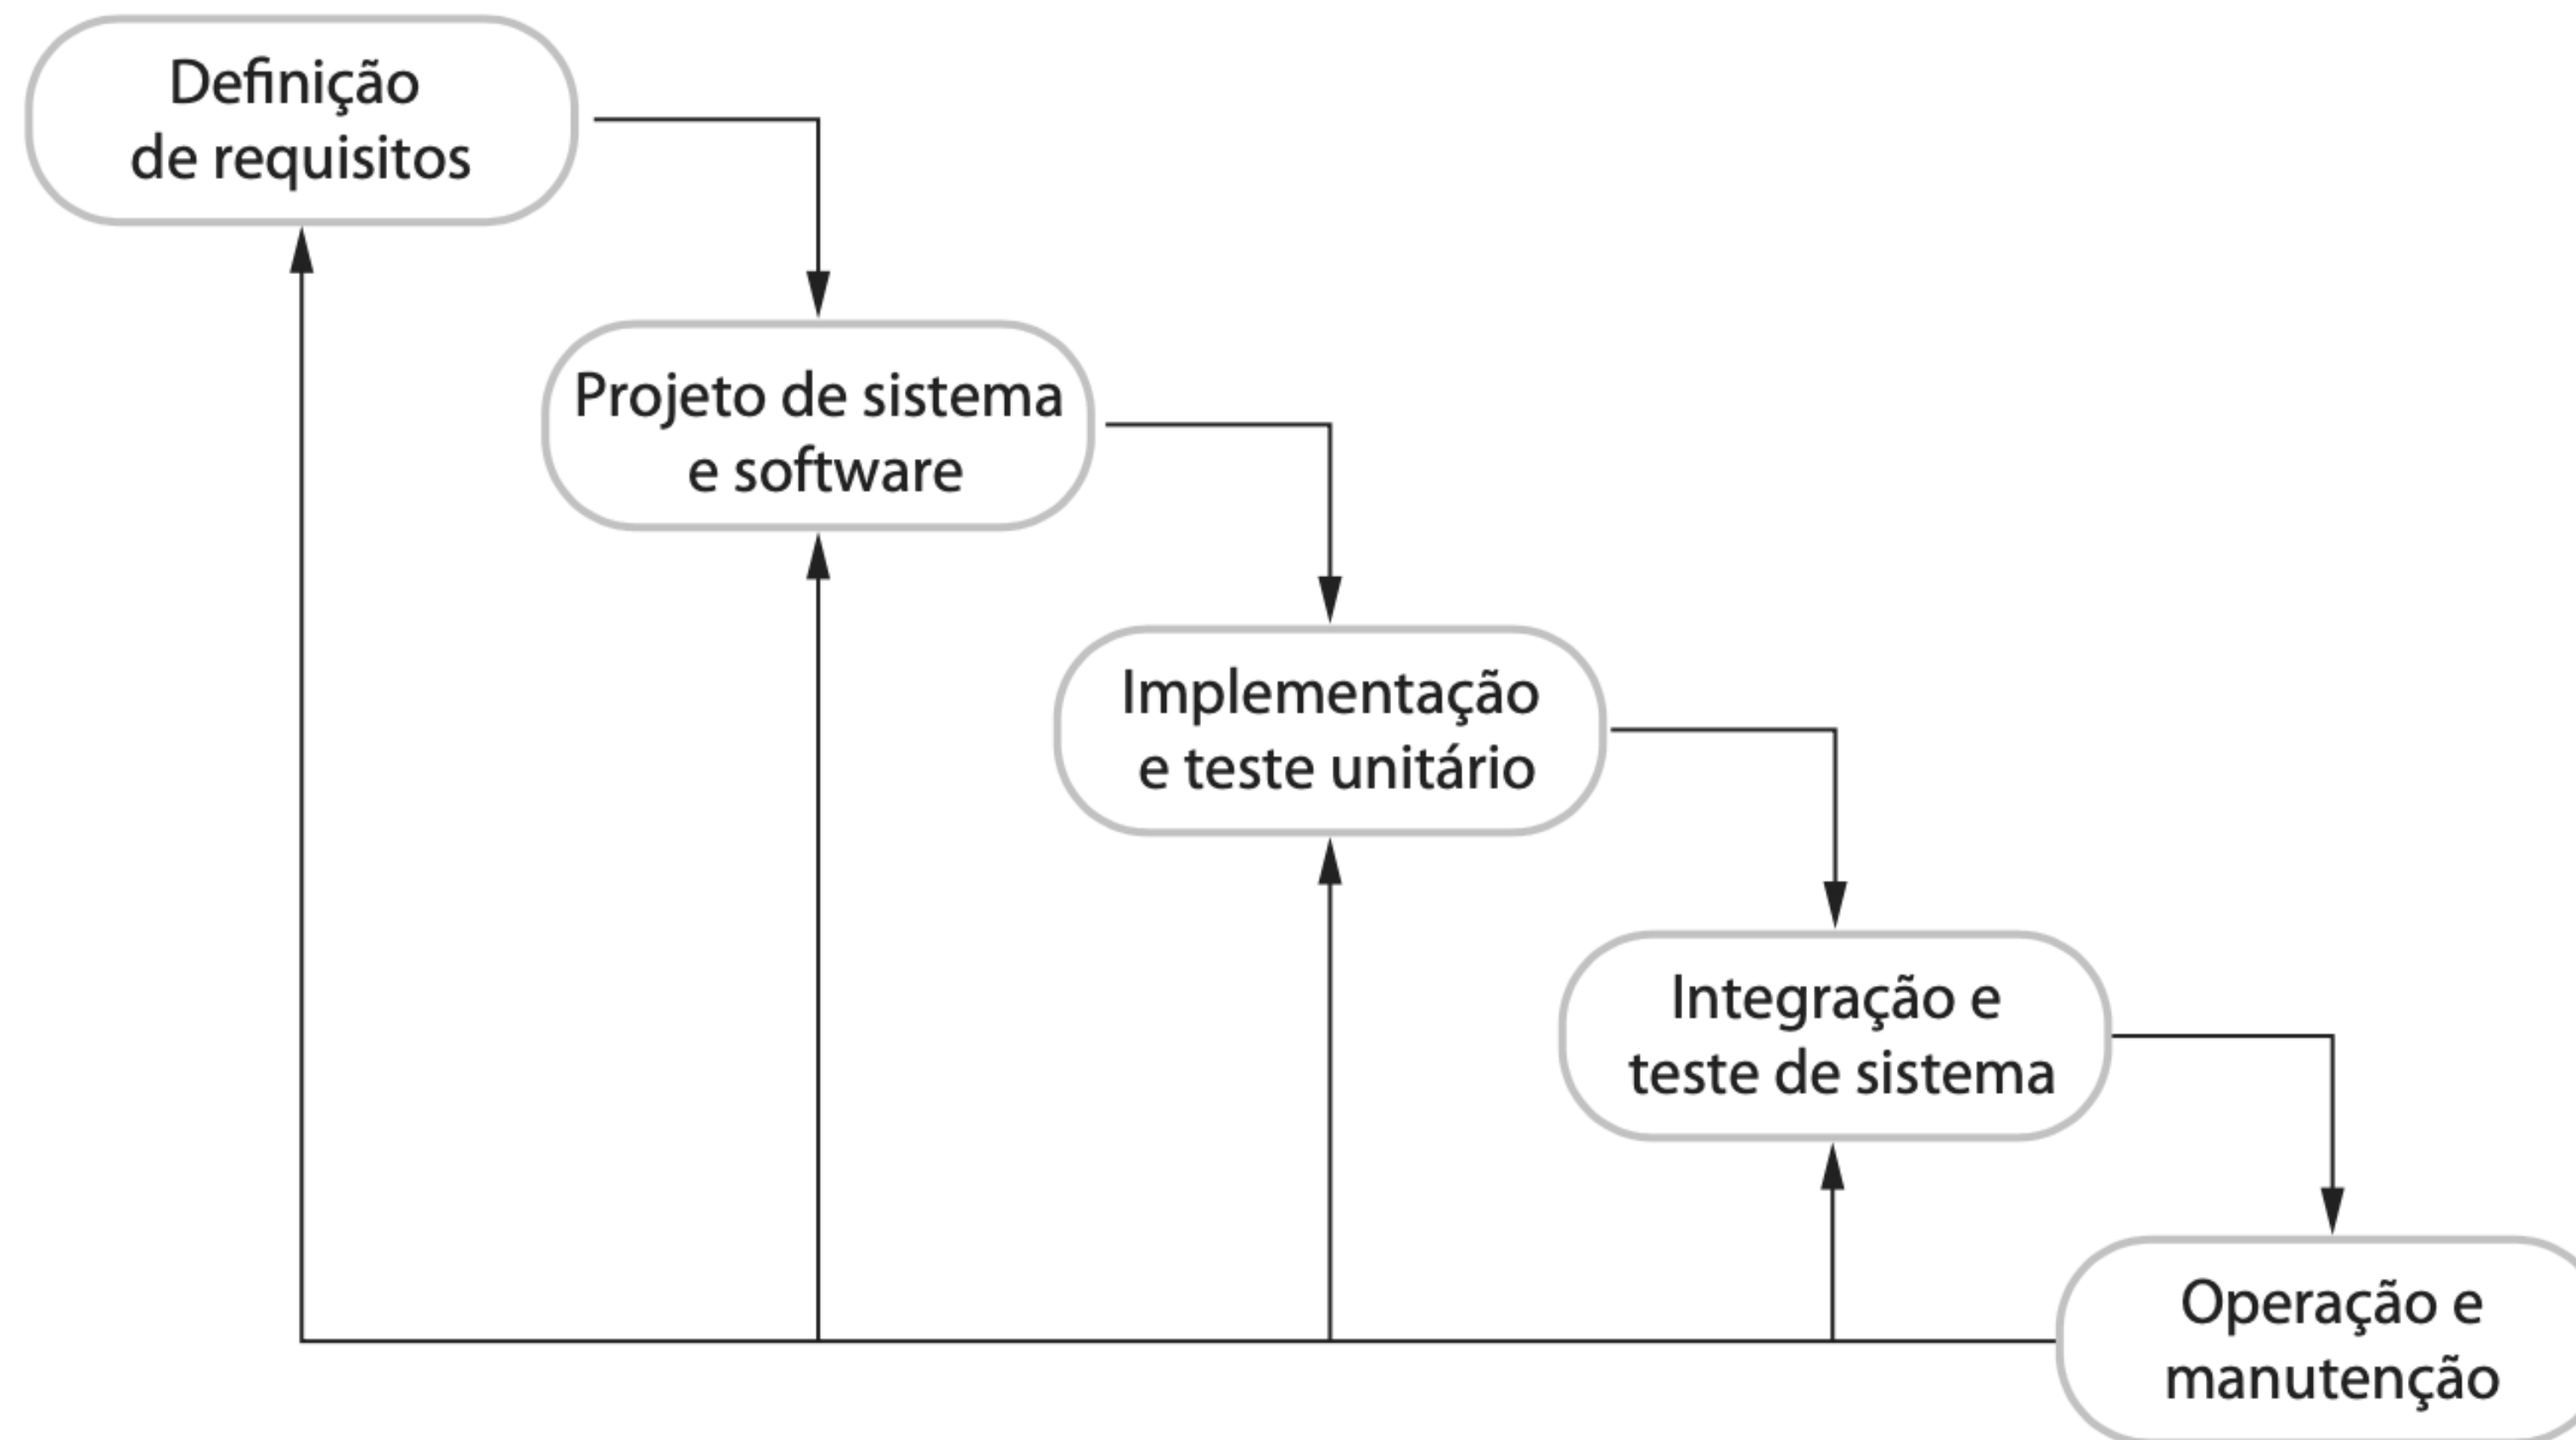 Definição
de requisitos
Projeto de sistema
e software
Implementação
e teste unitário
Integração e
teste de sistema
Operação e
manutenção